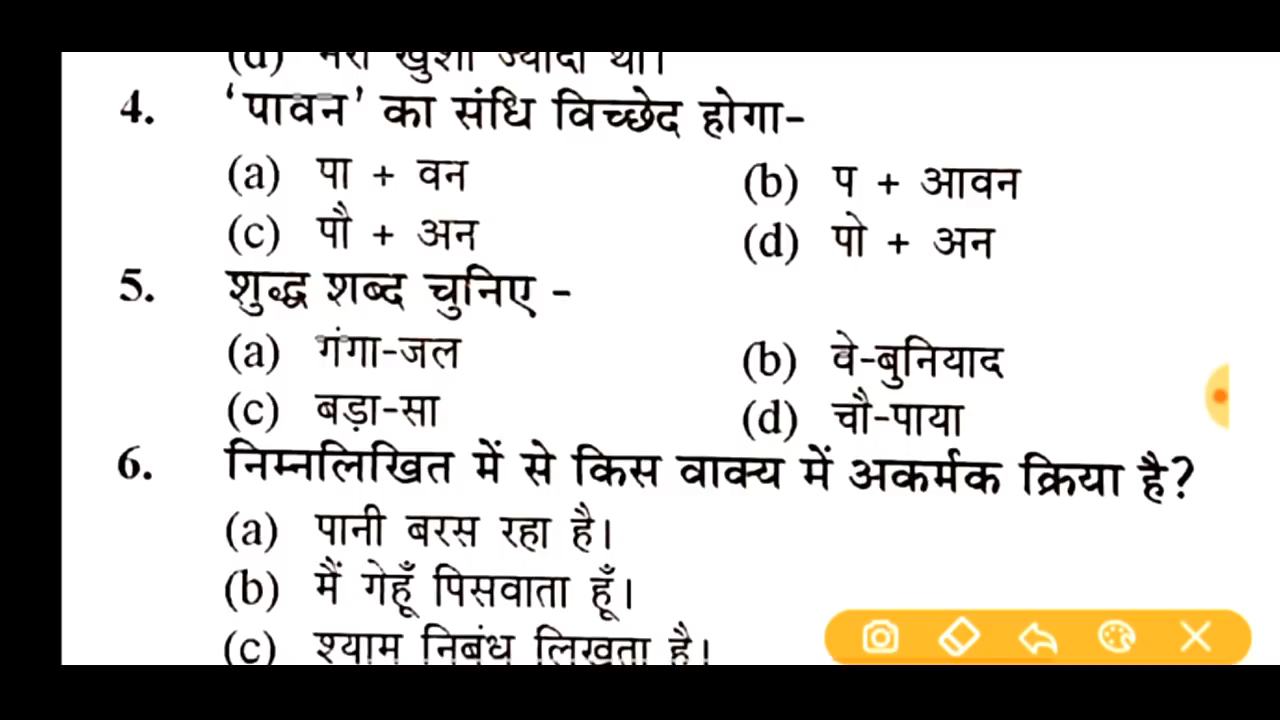 (d) मेरी खुशी ज्यादा थी।
4. ‘पावन’ का संधि विच्छेद होगा-
(a) पा + वन (b) प + आवन
(c) पौ + अन (d) पो + अन
5. शुद्ध शब्द चुनिए -
(a) गंगा-जल (b) वे-बुनियाद
(c) बड़ा-सा (d) चौ-पाया
6. निम्नलिखित में से किस वाक्य में अकर्मक क्रिया है?
(a) पानी बरस रहा है।
(b) मैं गेहूँ पिसवाता हूँ।
(c) श्याम निबंध लिखता है।